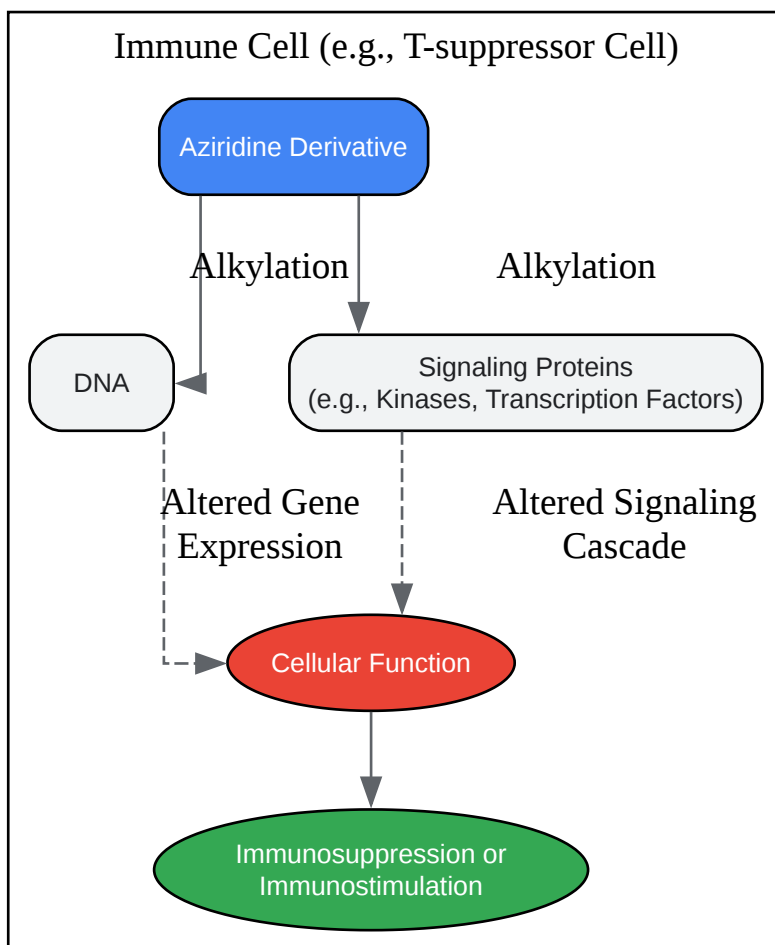 Immune Cell (e.g., T-suppressor Cell)
Aziridine Derivative
Alkylation
Alkylation
DNA
Signaling Proteins
(e.g., Kinases, Transcription Factors)
Altered Gene
Expression
Altered Signaling
Cascade
Cellular Function
Immunosuppression or
Immunostimulation